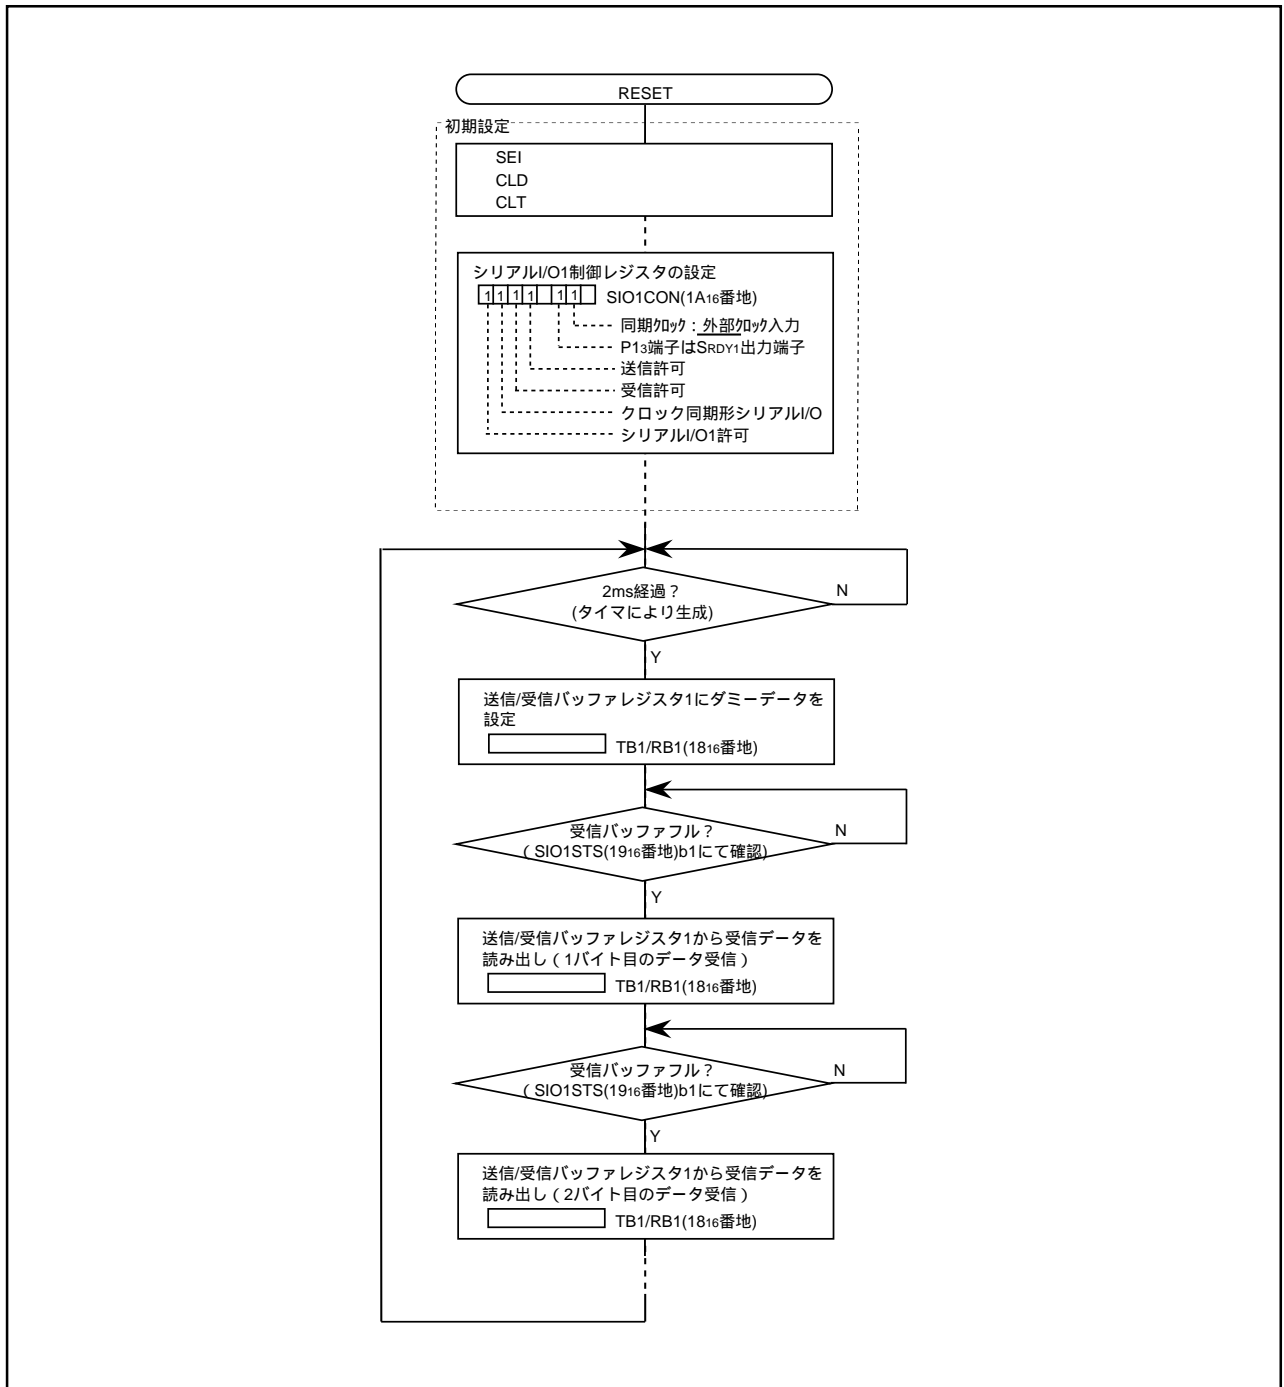 RESET
初期設定
SEI
CLD
CLT
シリアルI/O1制御レジスタの設定
1 1 1 1 1 1 SIO1CON(1A16番地)
同期ｸﾛｯｸ：外部ｸﾛｯｸ入力
P13端子はSRDY1出力端子
送信許可
受信許可
クロック同期形シリアルI/O
シリアルI/O1許可
2ms経過？
(タイマにより生成)
N
Y
送信/受信バッファレジスタ1にダミーデータを
設定
TB1/RB1(1816番地)
受信バッファフル？
（SIO1STS(1916番地)b1にて確認)
N
Y
送信/受信バッファレジスタ1から受信データを
読み出し（1バイト目のデータ受信）
TB1/RB1(1816番地)
受信バッファフル？
（SIO1STS(1916番地)b1にて確認)
N
Y
送信/受信バッファレジスタ1から受信データを
読み出し（2バイト目のデータ受信）
TB1/RB1(1816番地)